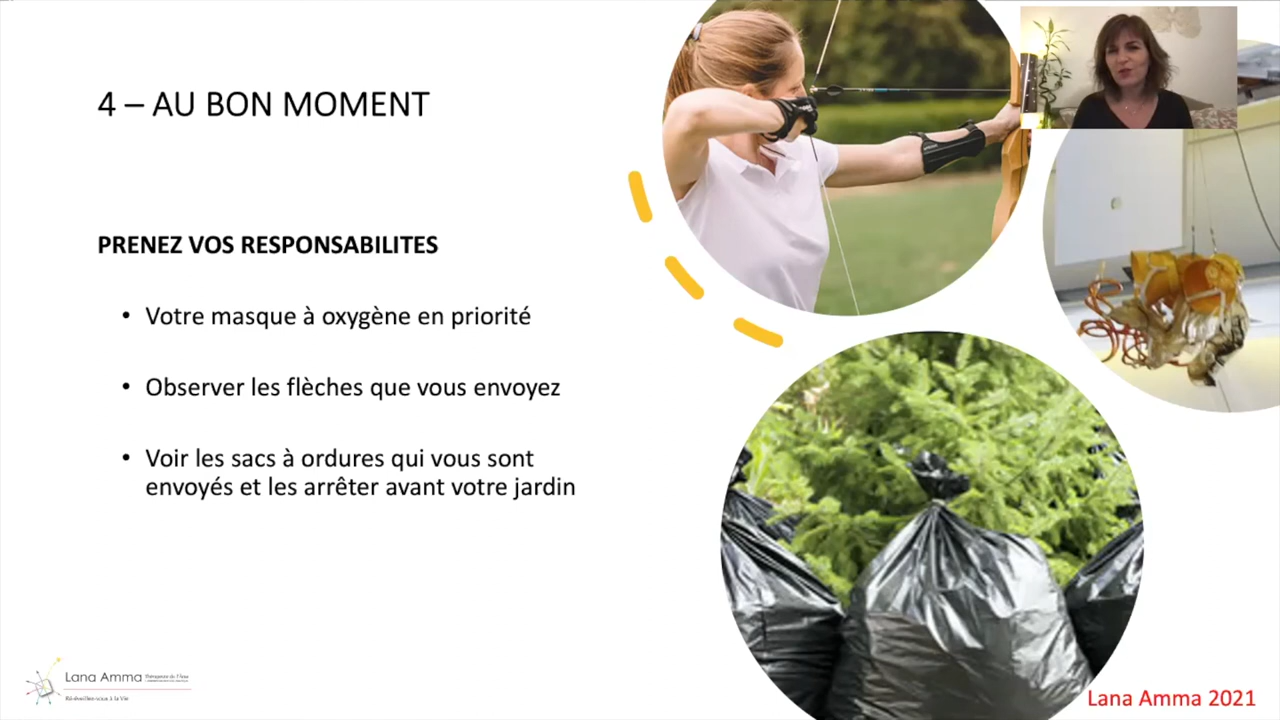 4 – AU BON MOMENT
PRENEZ VOS RESPONSABILITES
• Votre masque à oxygène en priorité
• Observer les flèches que vous envoyez
• Voir les sacs à ordures qui vous sont
envoyés et les arrêter avant votre jardin
Lana Amma
Ré-éveillez-vous à la Vie
Lana Amma 2021